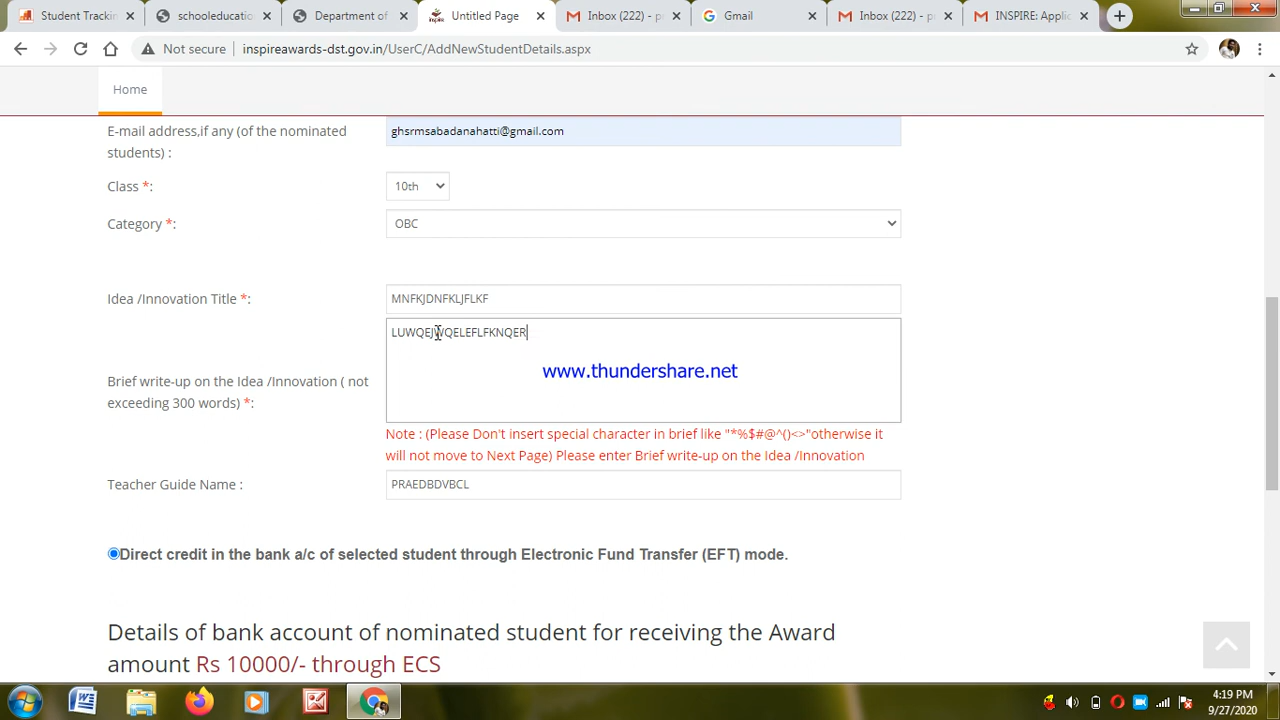 Student Trackin
schooleducatio
Department of
Untitled Page
Inbox (222) - p
Gmail
Inbox (222) - p
INSPIRE: Applic
Not secure
inspireawards-dst.gov.in/UserC/AddNewStudentDetails.aspx
Home
E-mail address,if any (of the nominated
students) :
ghsrmsabadanahatti@gmail.com
Class *:
10th
Category *:
OBC
Idea /Innovation Title *:
MNFKJDNFKLJFLKF
LUWQEJWQELEFLFKNQER
www.thundershare.net
Brief write-up on the Idea /Innovation ( not
exceeding 300 words) *:
Note : (Please Don't insert special character in brief like "*%$#@^()<>"otherwise it
will not move to Next Page) Please enter Brief write-up on the Idea /Innovation
Teacher Guide Name :
PRAEDBDVBCL
Direct credit in the bank a/c of selected student through Electronic Fund Transfer (EFT) mode.
Details of bank account of nominated student for receiving the Award
amount Rs 10000/- through ECS
4:19 PM
9/27/2020